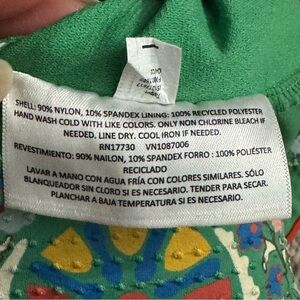 SHELL: 90% NYLON, 10% SPANDEX LINING: 100% RECYCLED POLYESTER
HAND WASH COLD WITH LIKE COLORS. ONLY NON CHLORINE BLEACH IF
NEEDED. LINE DRY. COOL IRON IF NEEDED.
RN17730 VN1087006
REVESTIMIENTO: 90% NAILON, 10% SPANDEX FORRO : 100% POLIÉSTER
RECICLADO
LAVAR A MANO CON AGUA FRÍA CON COLORES SIMILARES. SÓLO
BLANQUEADOR SIN CLORO SI ES NECESARIO. TENDER PARA SECAR.
PLANCHAR A BAJA TEMPERATURA SI ES NECESARIO.